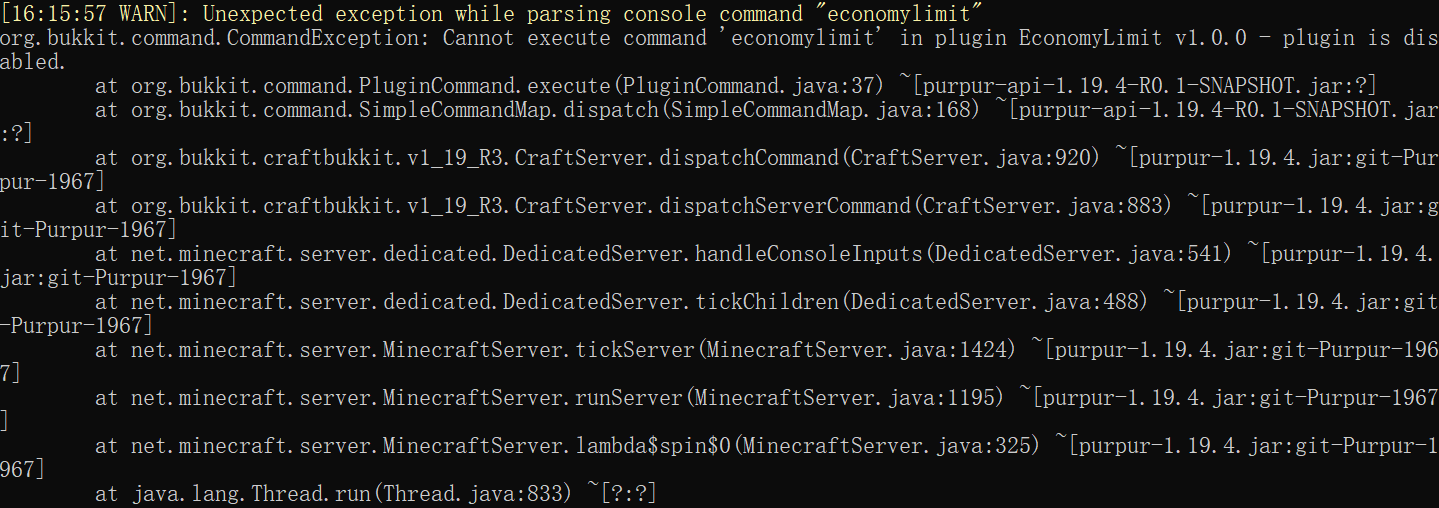 [16:15:57 WARN]: Unexpected exception while parsing console command "economylimit"
org.bukkit.command.CommandException: Cannot execute command 'economylimit' in plugin EconomyLimit v1.0.0 - plugin is dis
abled.
        at org.bukkit.command.PluginCommand.execute(PluginCommand.java:37) ~[purpur-api-1.19.4-R0.1-SNAPSHOT.jar:?]
        at org.bukkit.command.SimpleCommandMap.dispatch(SimpleCommandMap.java:168) ~[purpur-api-1.19.4-R0.1-SNAPSHOT.jar
:?]
        at org.bukkit.craftbukkit.v1_19_R3.CraftServer.dispatchCommand(CraftServer.java:920) ~[purpur-1.19.4.jar:git-Pur
pur-1967]
        at org.bukkit.craftbukkit.v1_19_R3.CraftServer.dispatchServerCommand(CraftServer.java:883) ~[purpur-1.19.4.jar:g
it-Purpur-1967]
        at net.minecraft.server.dedicated.DedicatedServer.handleConsoleInputs(DedicatedServer.java:541) ~[purpur-1.19.4.
jar:git-Purpur-1967]
        at net.minecraft.server.dedicated.DedicatedServer.tickChildren(DedicatedServer.java:488) ~[purpur-1.19.4.jar:git
-Purpur-1967]
        at net.minecraft.server.MinecraftServer.tickServer(MinecraftServer.java:1424) ~[purpur-1.19.4.jar:git-Purpur-196
7]
        at net.minecraft.server.MinecraftServer.runServer(MinecraftServer.java:1195) ~[purpur-1.19.4.jar:git-Purpur-1967
]
        at net.minecraft.server.MinecraftServer.lambda$spin$0(MinecraftServer.java:325) ~[purpur-1.19.4.jar:git-Purpur-1
967]
        at java.lang.Thread.run(Thread.java:833) ~[?:?]